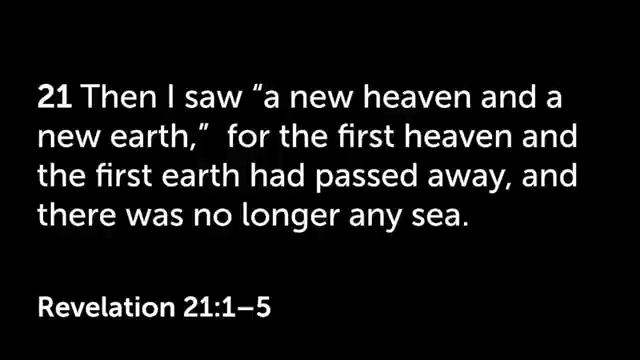 21 Then I saw “a new heaven and a
new earth,”  for the first heaven and
the first earth had passed away, and
there was no longer any sea.
Revelation 21:1–5